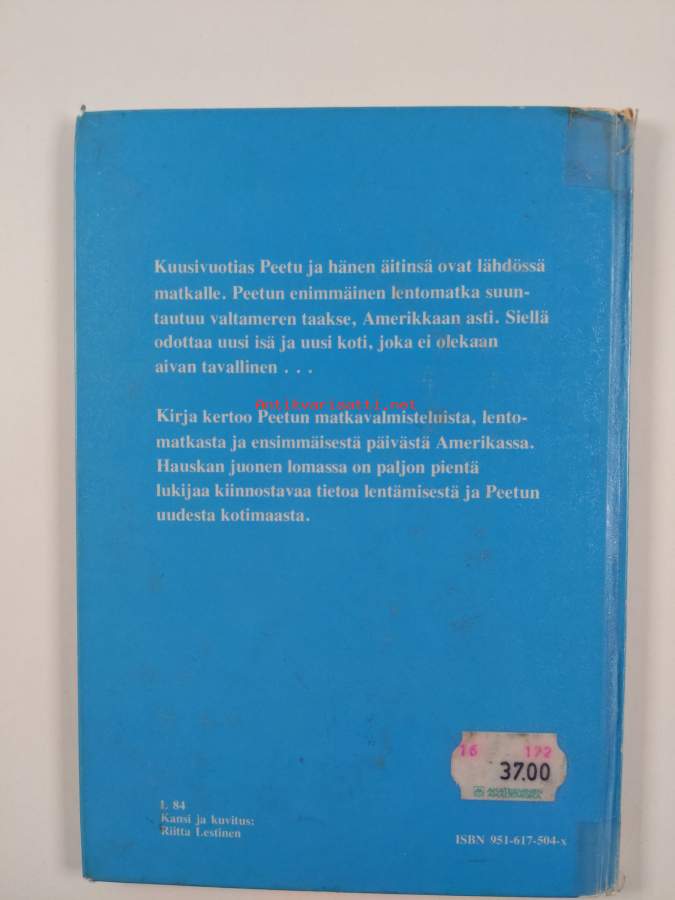 Kuusivuotias Peetu ja hänen äitinsä ovat lähdössä
matkalle. Peetun enimmäinen lentomatka suun-
tautuu valtameren taakse, Amerikkaan asti. Siellä
odottaa uusi isä ja uusi koti, joka ei olekaan
aivan tavallinen . . .
Antikvariaatti.net
Kirja kertoo Peetun matkavalmisteluista, lento-
matkasta ja ensimmäisestä päivästä Amerikassa.
Hauskan juonen lomassa on paljon pientä
lukijaa kiinnostavaa tietoa lentämisestä ja Peetun
uudesta kotimaasta.
16 172
37.00
AKATEEMINEN
L 84
Kansi ja kuvitus:
Riitta Lestinen
ISBN 951-617-504-x